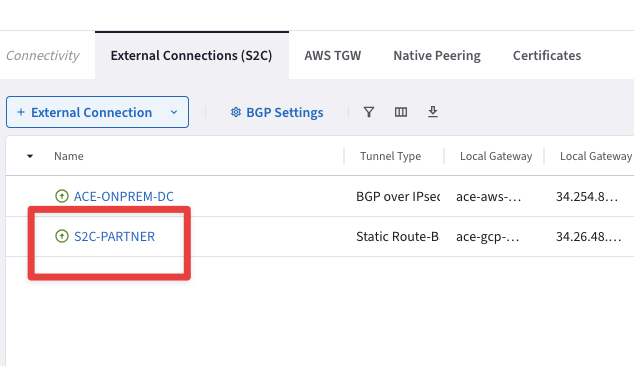 Connectivity External Connections (S2C) AWS TGW Native Peering Certificates
+ External Connection BGP Settings
Name Tunnel Type Local Gateway Local Gateway
ACE-ONPREM-DC BGP over IPsec ace-aws-... 34.254.8...
S2C-PARTNER Static Route-B ace-gcp-... 34.26.48....